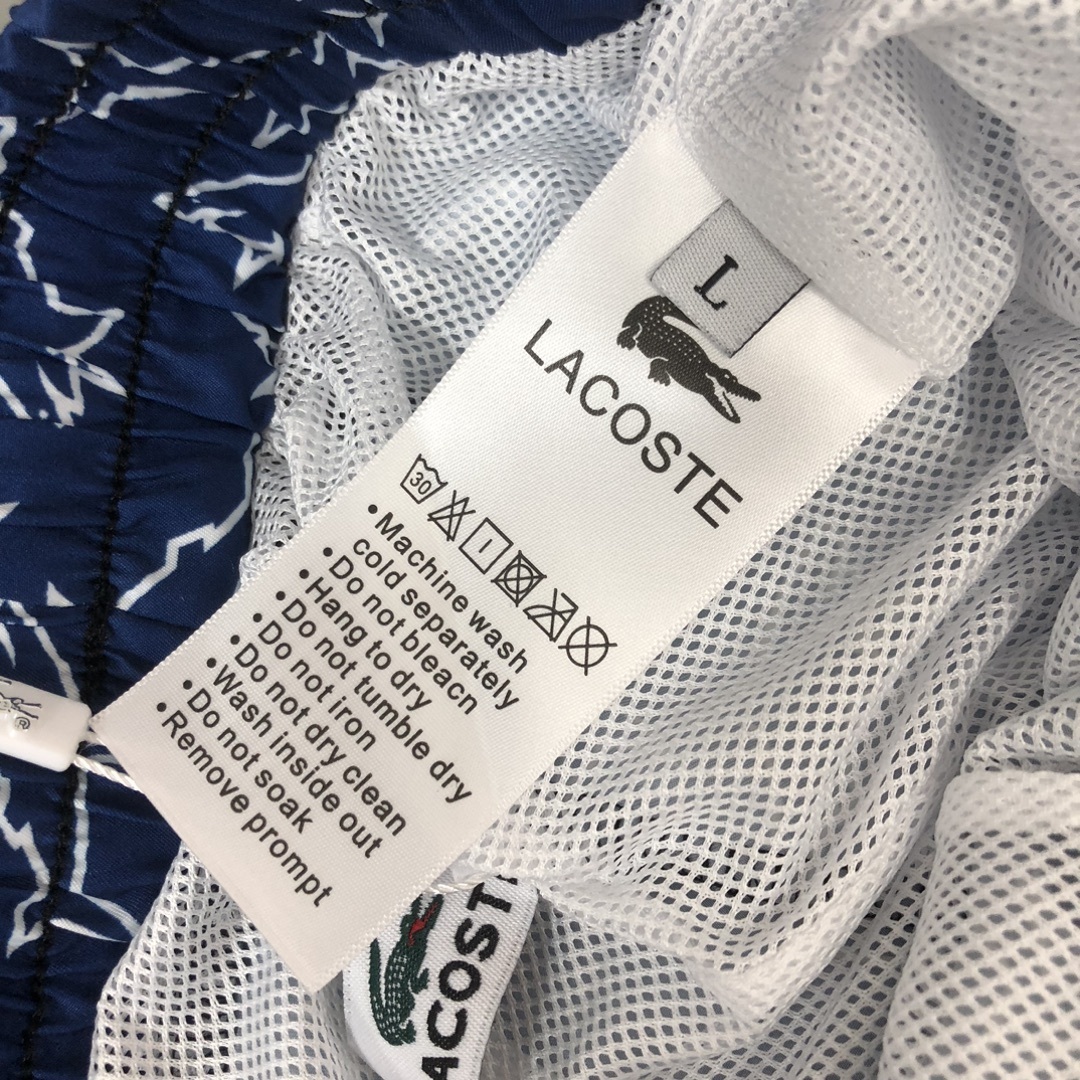 L
LACOSTE
30
•Machine wash
cold separately
•Do not bleacn
•Hang to dry
•Do not tumble dry
•Do not iron
•Do not dry clean
•Wash inside out
•Do not soak
•Remove prompt
ACOST